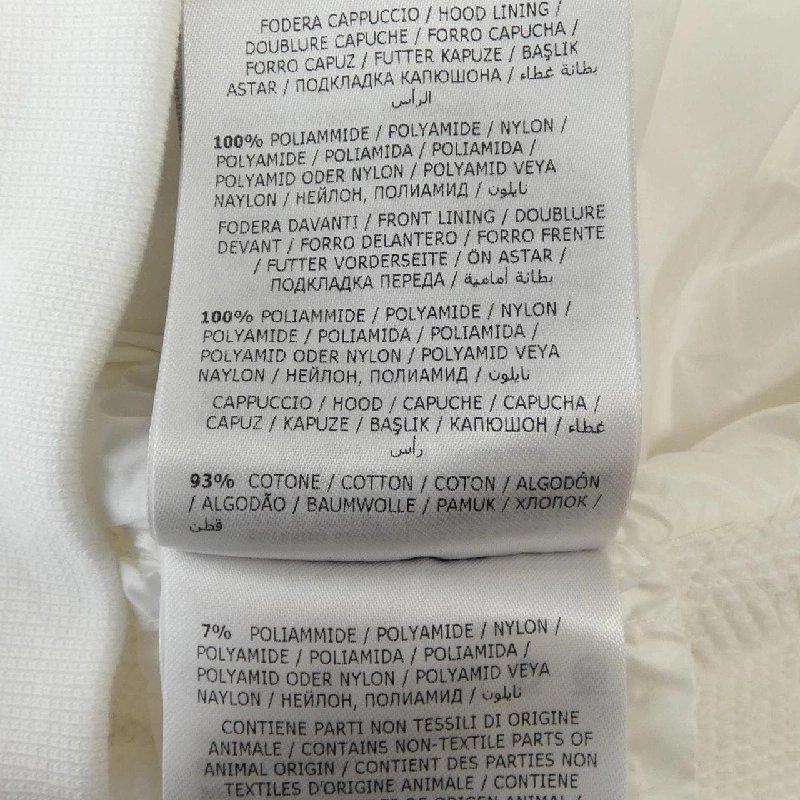 FODERA CAPPUCCIO / HOOD LINING /
DOUBLURE CAPUCHE / FORRO CAPUCHA /
FORRO CAPUZ / FUTTER KAPUZE / BAŞLIK
ASTAR / ПОДКЛАДКА КАПЮШОНА / بطانة غطاء
الرأس
100% POLIAMMIDE / POLYAMIDE / NYLON /
POLYAMIDE / POLIAMIDA / POLIAMIDA /
POLYAMID ODER NYLON / POLYAMID VEYA
NAYLON / НЕЙЛОН, ПОЛИАМИД / نايلون
FODERA DAVANTI / FRONT LINING / DOUBLURE
DEVANT / FORRO DELANTERO / FORRO FRENTE
/ FUTTER VORDERSEITE / ÖN ASTAR /
ПОДКЛАДКА ПЕРЕДА / بطانة أمامية
100% POLIAMMIDE / POLYAMIDE / NYLON /
POLYAMIDE / POLIAMIDA / POLIAMIDA /
POLYAMID ODER NYLON / POLYAMID VEYA
NAYLON / НЕЙЛОН, ПОЛИАМИД / نايلون
CAPPUCCIO / HOOD / CAPUCHE / CAPUCHA /
CAPUZ / KAPUZE / BAŞLIK / КАПЮШОН / غطاء
رأس
93% COTONE / COTTON / COTON / ALGODÓN
/ ALGODÃO / BAUMWOLLE / PAMUK / ХЛОПОК /
قطن
7% POLIAMMIDE / POLYAMIDE / NYLON /
POLYAMIDE / POLIAMIDA / POLIAMIDA /
POLYAMID ODER NYLON / POLYAMID VEYA
NAYLON / НЕЙЛОН, ПОЛИАМИД / نايلون
CONTIENE PARTI NON TESSILI DI ORIGINE
ANIMALE / CONTAINS NON-TEXTILE PARTS OF
ANIMAL ORIGIN / CONTIENT DES PARTIES NON
TEXTILES D'ORIGINE ANIMALE / CONTIENE
DE ORIGEN ANIMAL /